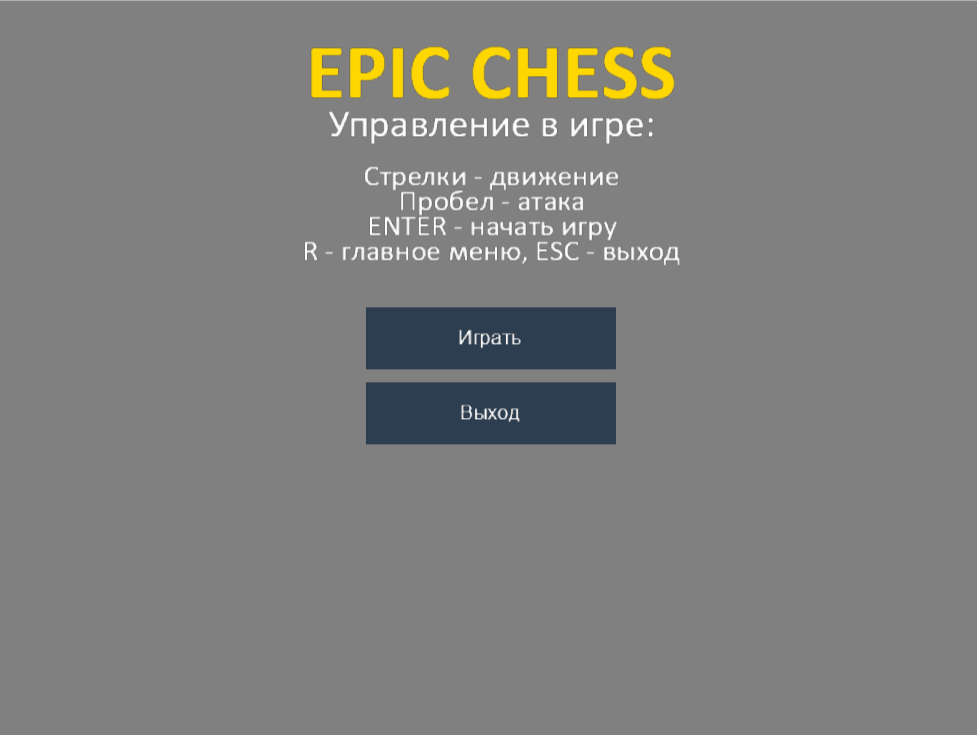 EPIC CHESS
Управление в игре:
Стрелки - движение
Пробел - атака
ENTER - начать игру
R - главное меню, ESC - выход
Играть
Выход